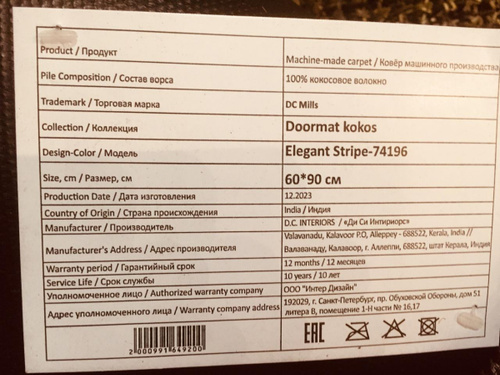 Product / Продукт Machine-made carpet / Ковёр машинного производства
Pile Composition / Состав ворса 100% кокосовое волокно
Trademark / Торговая марка DC Mills
Collection / Коллекция Doormat kokos
Design-Color / Модель Elegant Stripe-74196
Size, cm / Размер, см 60*90 см
Production Date / Дата изготовления 12.2023
Country of Origin / Страна происхождения India / Индия
Manufacturer / Производитель D.C. INTERIORS / «Ди Си Интириорс»
Manufacturer's Address / Адрес производителя Valavanadu, Kalavoor P.O, Alleppey - 688522, Kerala, India //
Валаванаду, Калавоор, г. Аллеппи, 688522, штат Керала, Индия
Warranty period / Гарантийный срок 12 months / 12 месяцев
Service Life / Срок службы 10 years / 10 лет
Уполномоченное лицо / Authorized warranty company ООО "Интер Дизайн"
Адрес уполномоченного лица / Warranty company address 192029, г. Санкт-Петербург, пр. Обуховской Обороны, дом 51
литера В, помещение 1-Н части № 16,17
2 000991 649200
EAC